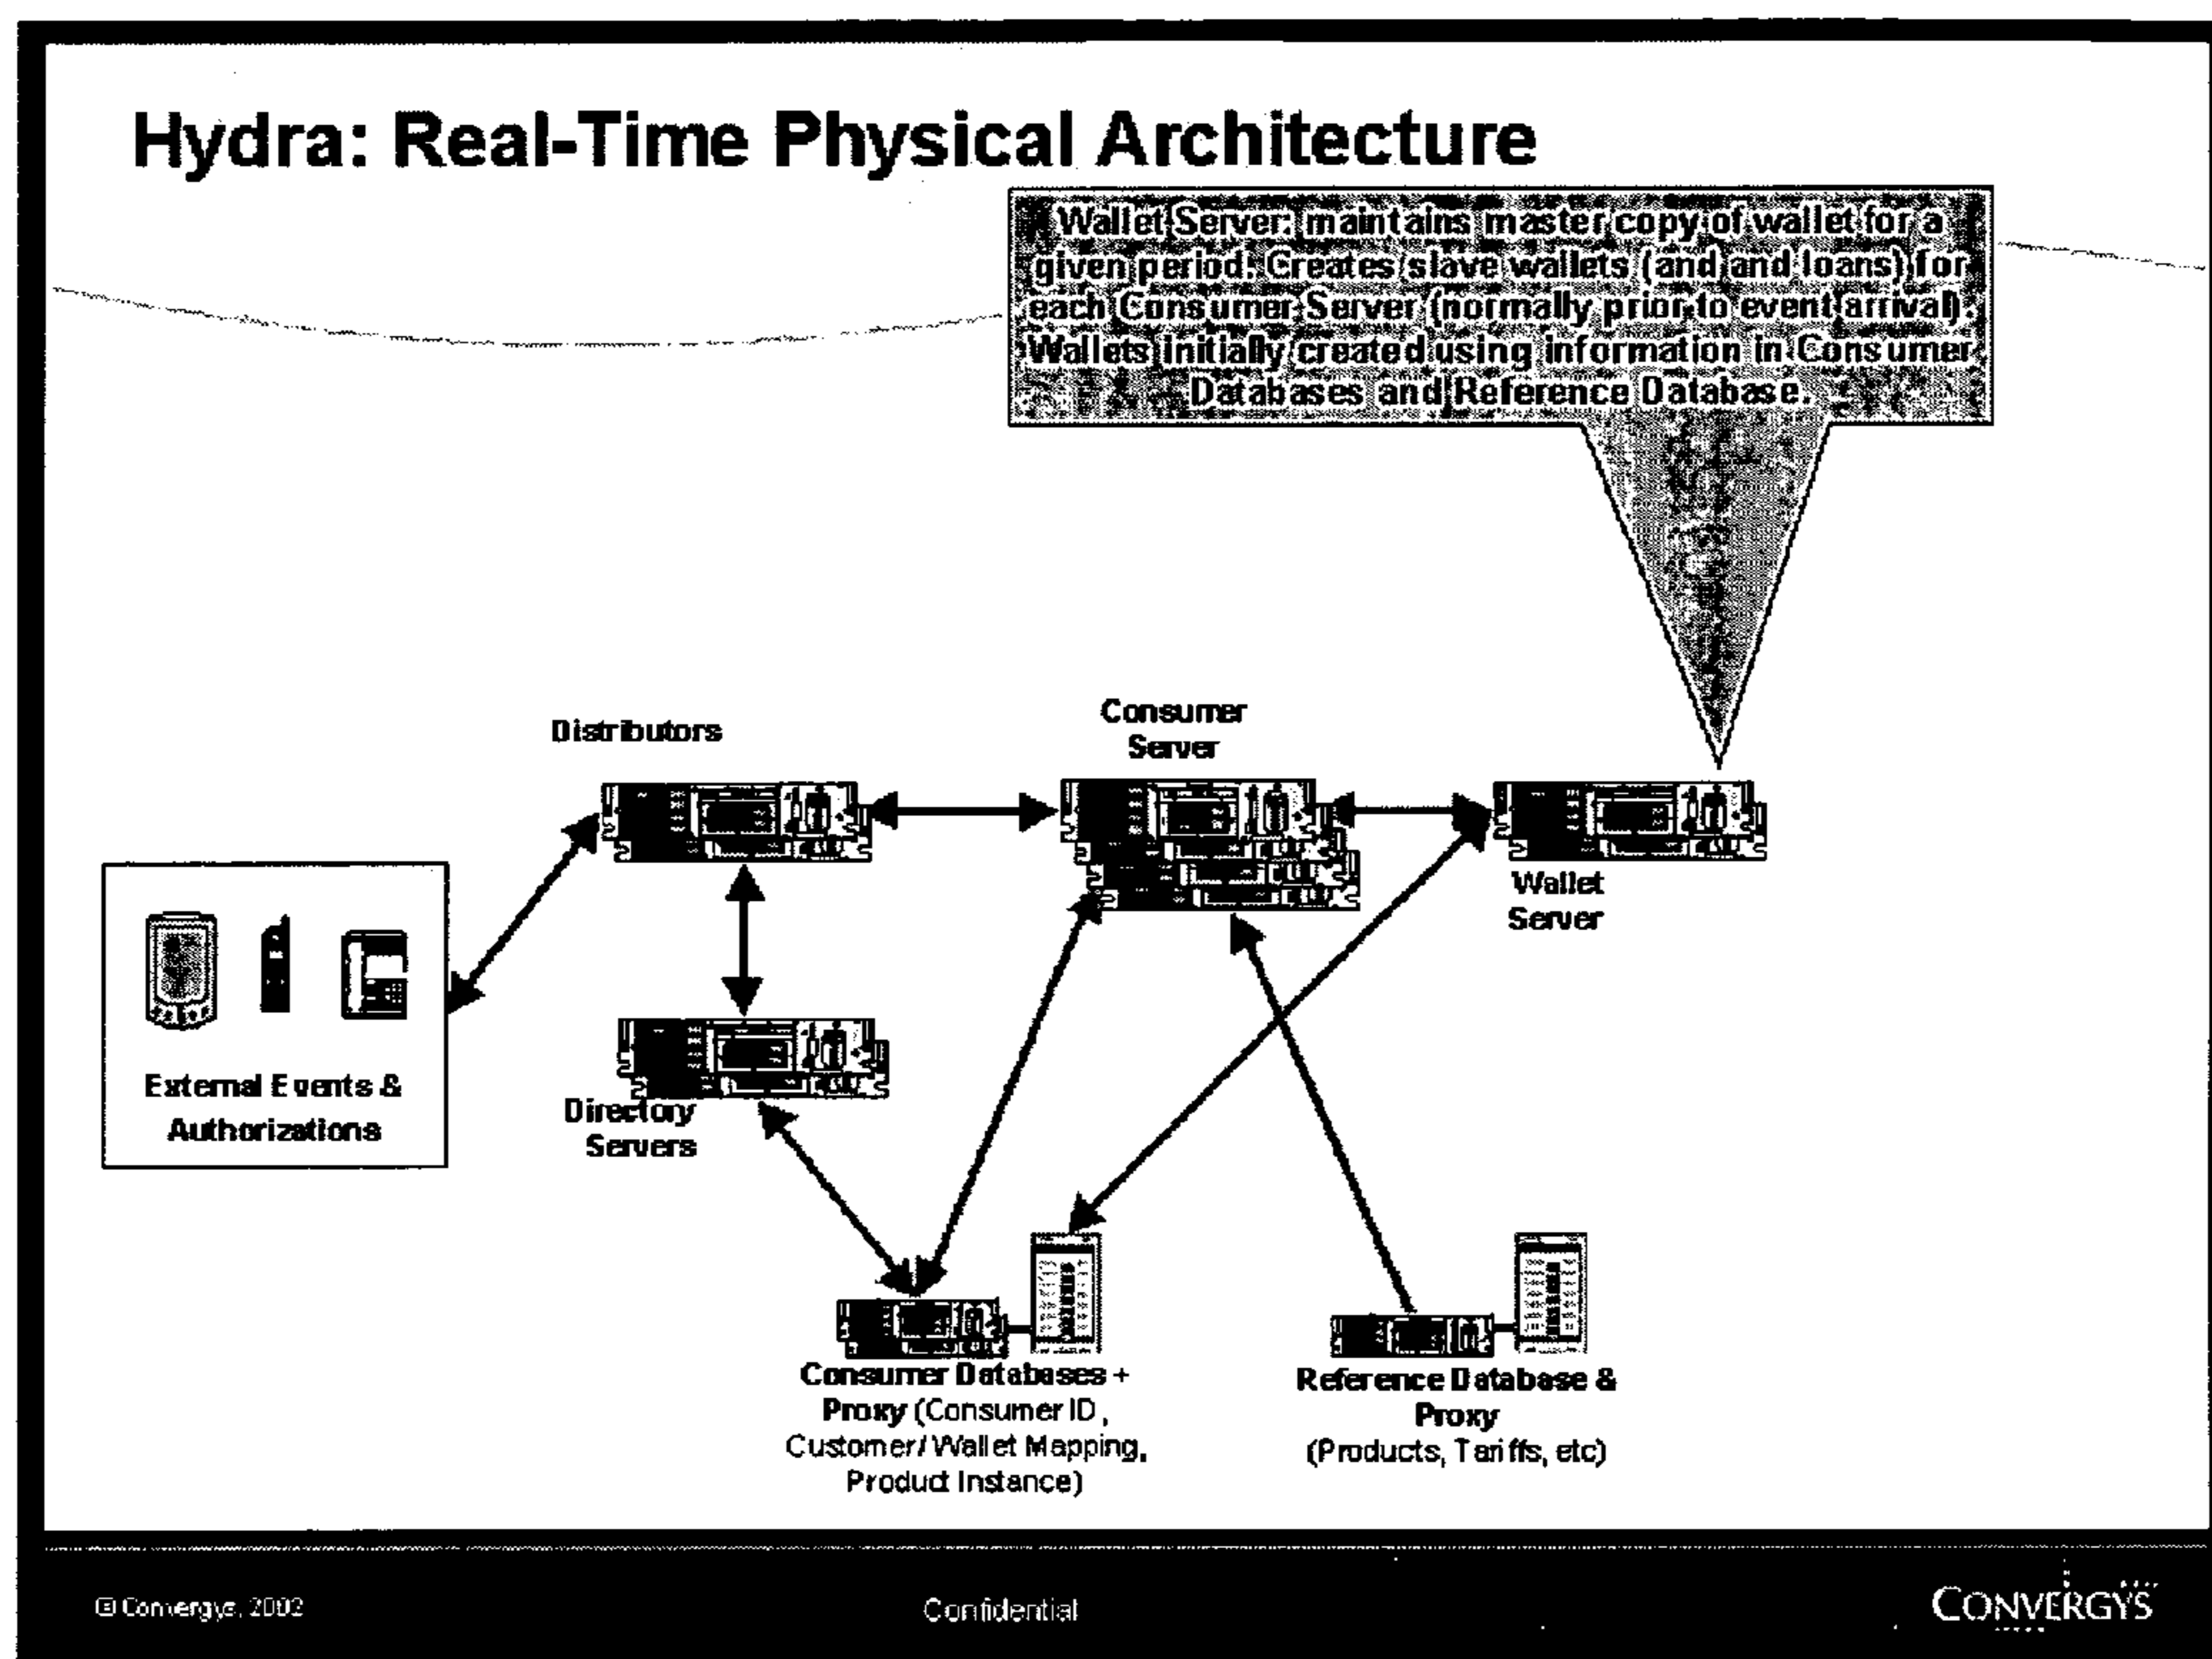 Hydra: Real-Time Physical Architecture
Wallet Server: maintains master copy of wallet for a
given period. Creates slave wallets (and and loans) for
each Consumer Server (normally prior to event arrival).
Wallets initially created using information in Consumer
Databases and Reference Database.
Distributors
Consumer
Server
Wallet
Server
External Events &
Authorizations
Directory
Servers
Consumer Databases +
Proxy (Consumer ID,
Customer/Wallet Mapping,
Product Instance)
Reference Database &
Proxy
(Products, Tariffs, etc)
© Convergys, 2002
Confidential
CONVERGYS